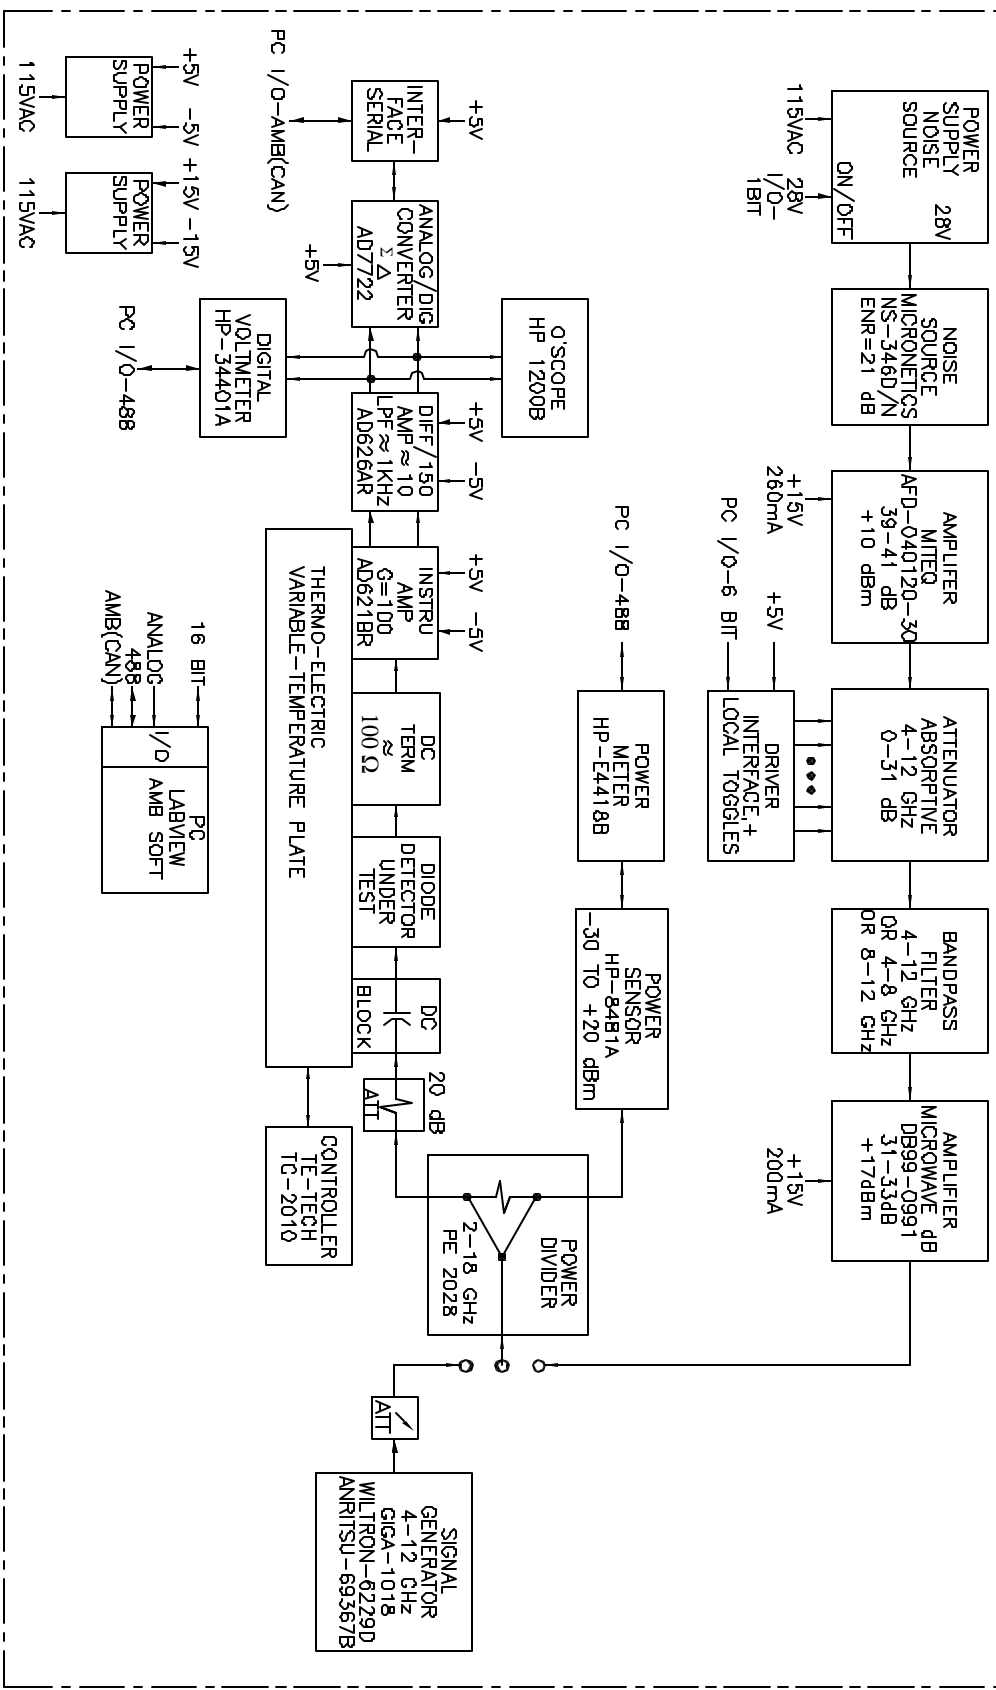 POWER
SUPPLY
NOISE
SOURCE
28V
ON/OFF
115VAC
28V
I/O-
1BIT
NOISE
SOURCE
MICRONETICS
NS-346D/N
ENR=21 dB
AMPLIFER
MITEQ
AFD-040120-30
39-41 dB
+10 dBm
+15V
260mA
ATTENUATOR
ABSORPTIVE
4-12 GHz
0-31 dB
BANDPASS
FILTER
4-12 GHz
OR 4-8 GHz
OR 8-12 GHz
AMPLIFIER
MICROWAVE dB
DB99-0991
31-33dB
+17dBm
+15V
200mA
PC I/O-6 BIT
+5V
DRIVER
INTERFACE,+
LOCAL TOGGLES
PC I/O-488
POWER
METER
HP-E4418B
POWER
SENSOR
HP-8481A
-30 TO +20 dBm
POWER
DIVIDER
2-18 GHz
PE 2028
O'SCOPE
HP 1200B
+5V
INTER-
FACE
SERIAL
PC I/O-AMB(CAN)
ANALOG/DIG
CONVERTER
Σ Δ
AD7722
+5V
+5V -5V
DIFF/150
AMP≈10
LPF≈1KHz
AD626AR
+5V -5V
INSTRU
AMP
G=100
AD621BR
DC
TERM
≈
100 Ω
DIODE
DETECTOR
UNDER
TEST
DC
BLOCK
20 dB
ATT
ATT
SIGNAL
GENERATOR
4-12 GHz
GIGA-1018
WILTRON-6229D
ANRITSU-69367B
DIGITAL
VOLTMETER
HP-34401A
PC I/O-488
THERMO-ELECTRIC
VARIABLE-TEMPERATURE PLATE
CONTROLLER
TE-TECH
TC-2010
+5V -5V
POWER
SUPPLY
115VAC
+15V -15V
POWER
SUPPLY
115VAC
16 BIT
ANALOG
488
AMB(CAN)
I/O
PC
LABVIEW
AMB SOFT